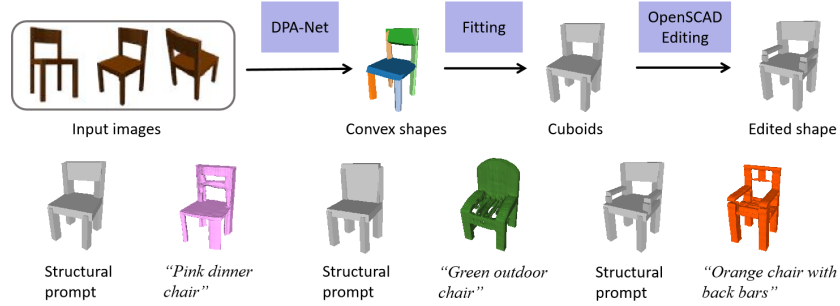 DPA-Net
Fitting
OpenSCAD
Editing
Input images
Convex shapes
Cuboids
Edited shape
Structural
prompt
“Pink dinner
chair”
Structural
prompt
“Green outdoor
chair”
Structural
prompt
“Orange chair with
back bars”